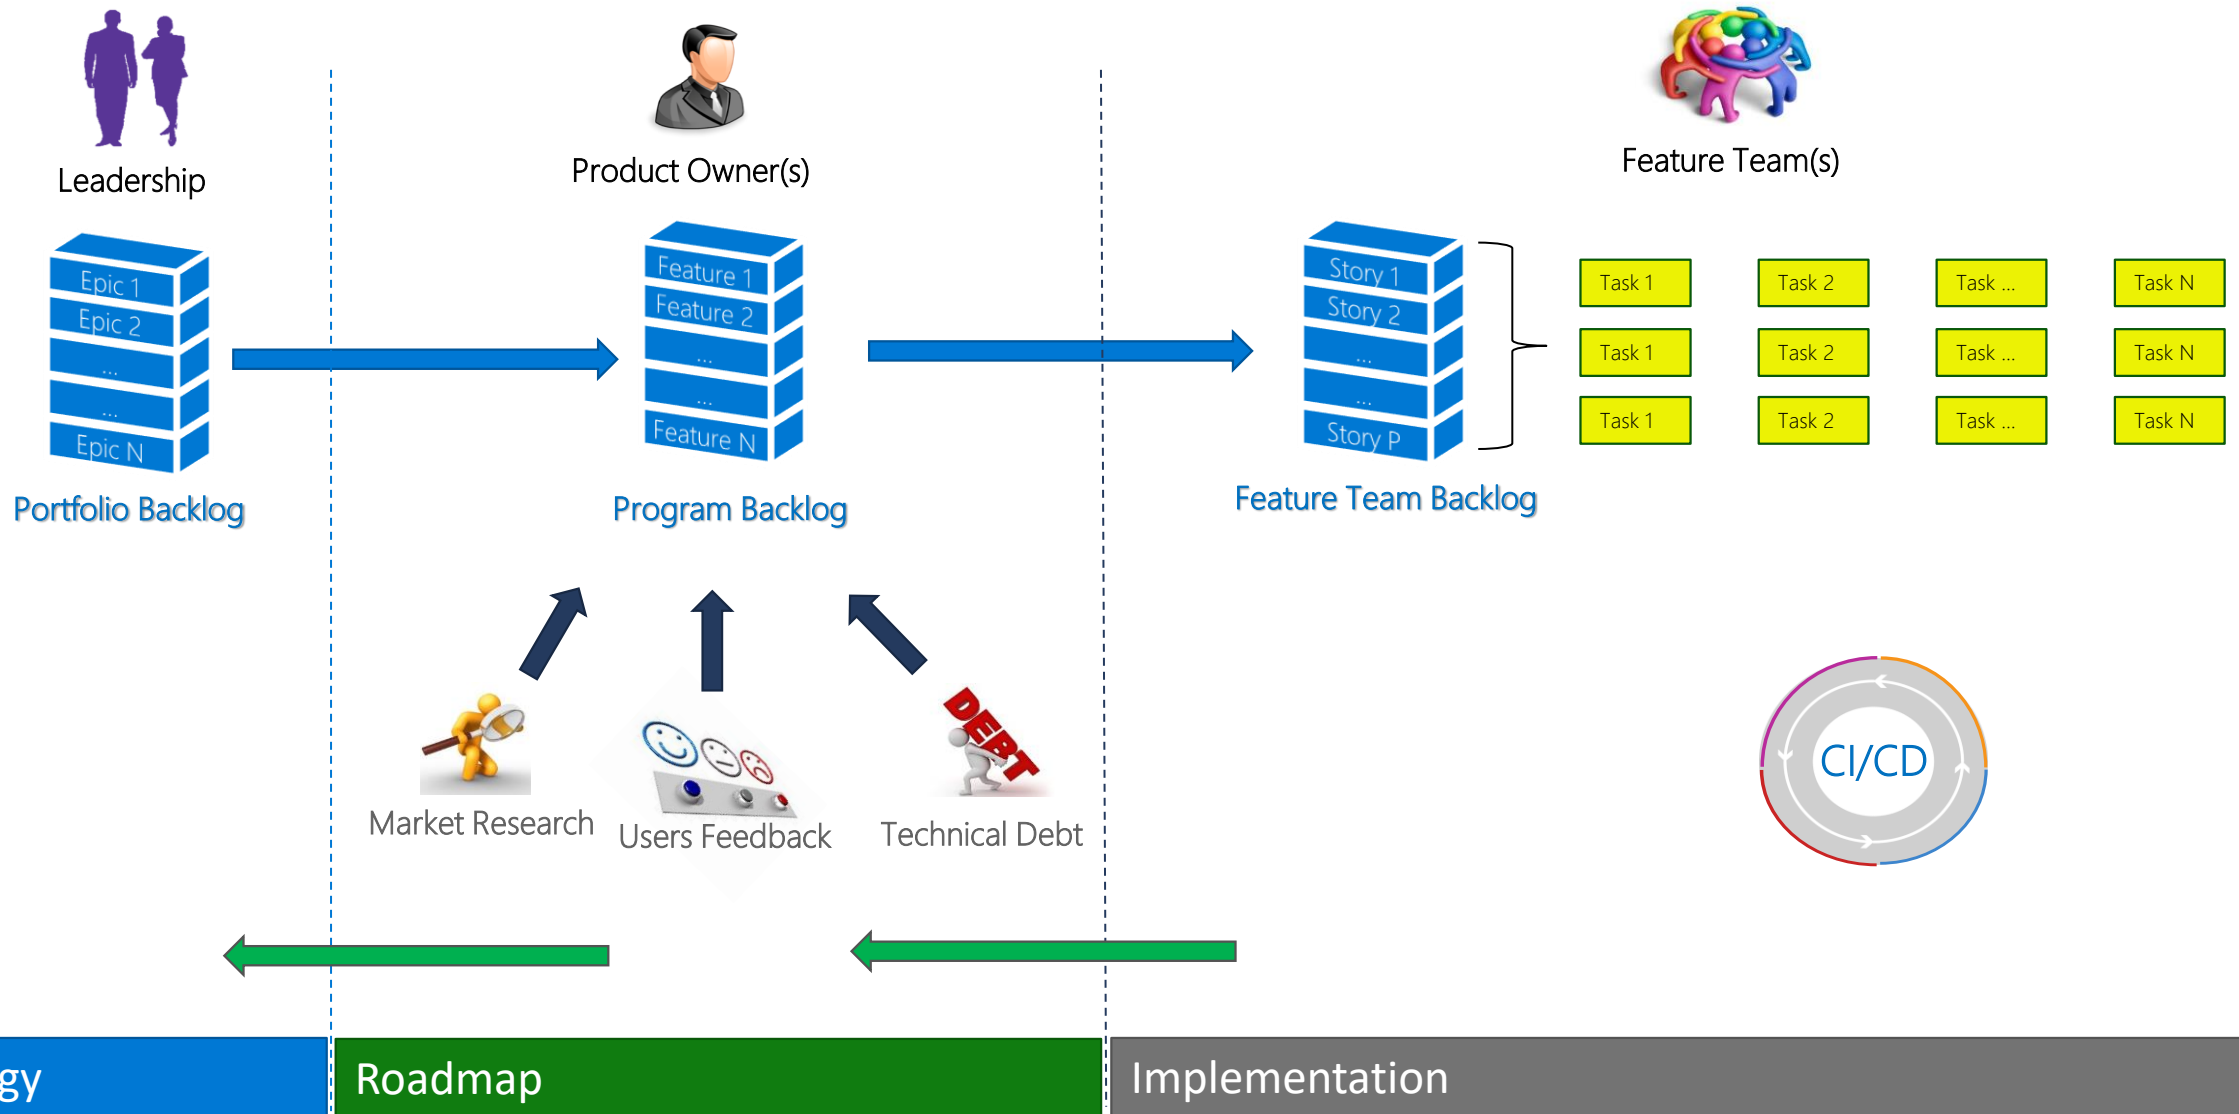 Leadership
Product Owner(s)
Feature Team(s)
Epic 1
Epic 2
...
...
Epic N
Portfolio Backlog
Feature 1
Feature 2
...
...
Feature N
Program Backlog
Story 1
Story 2
...
...
Story P
Feature Team Backlog
Task 1 Task 2 Task ... Task N
Task 1 Task 2 Task ... Task N
Task 1 Task 2 Task ... Task N
DEBT
Market Research
Users Feedback
Technical Debt
CI/CD
gy
Roadmap
Implementation